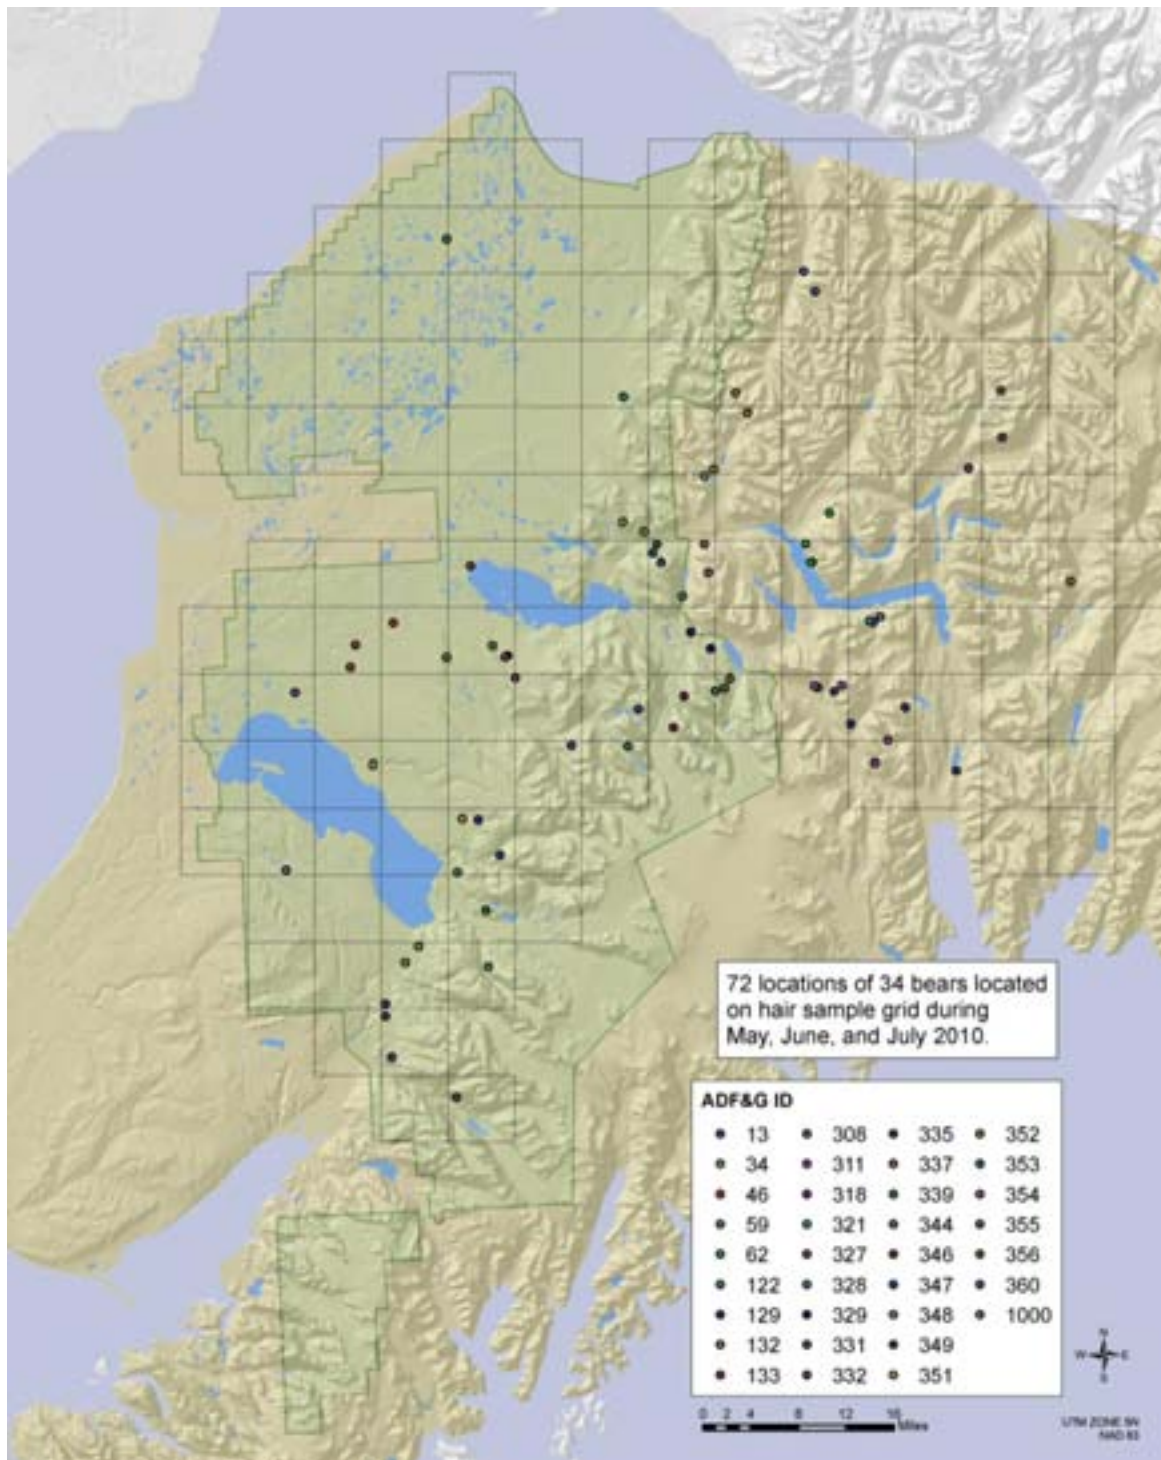 72 locations of 34 bears located
on hair sample grid during
May, June, and July 2010.
ADF&G ID
13 308 335 352
34 311 337 353
46 318 339 354
59 321 344 355
62 327 346 356
122 328 347 360
129 329 348 1000
132 331 349
133 332 351
N
W E
S
0 2 4 8 12 16
Miles
UTM ZONE 5N
NAD 83